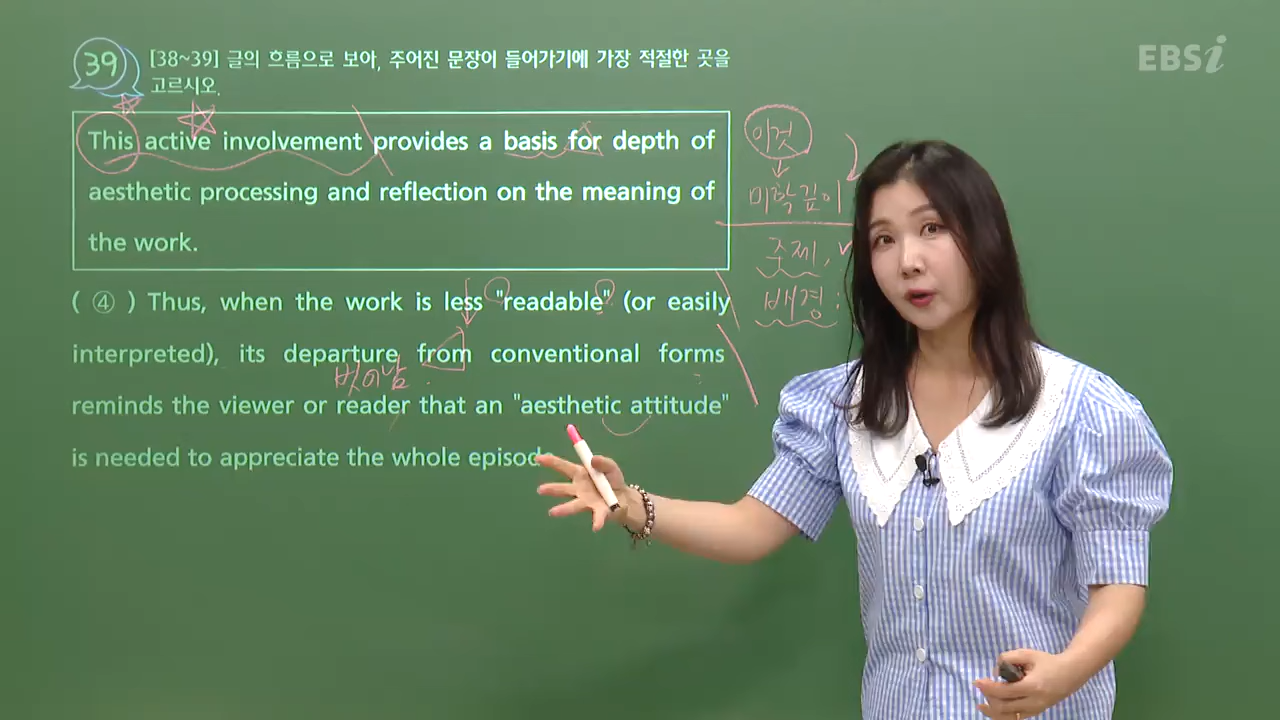 39
[38~39] 글의 흐름으로 보아, 주어진 문장이 들어가기에 가장 적절한 곳을
고르시오.
EBSi
This active involvement provides a basis for depth of
aesthetic processing and reflection on the meaning of
the work.
이것
미학깊이
주제,
배경:
( ④ ) Thus, when the work is less "readable" (or easily
interpreted), its departure from conventional forms
벗어남
reminds the viewer or reader that an "aesthetic attitude"
is needed to appreciate the whole